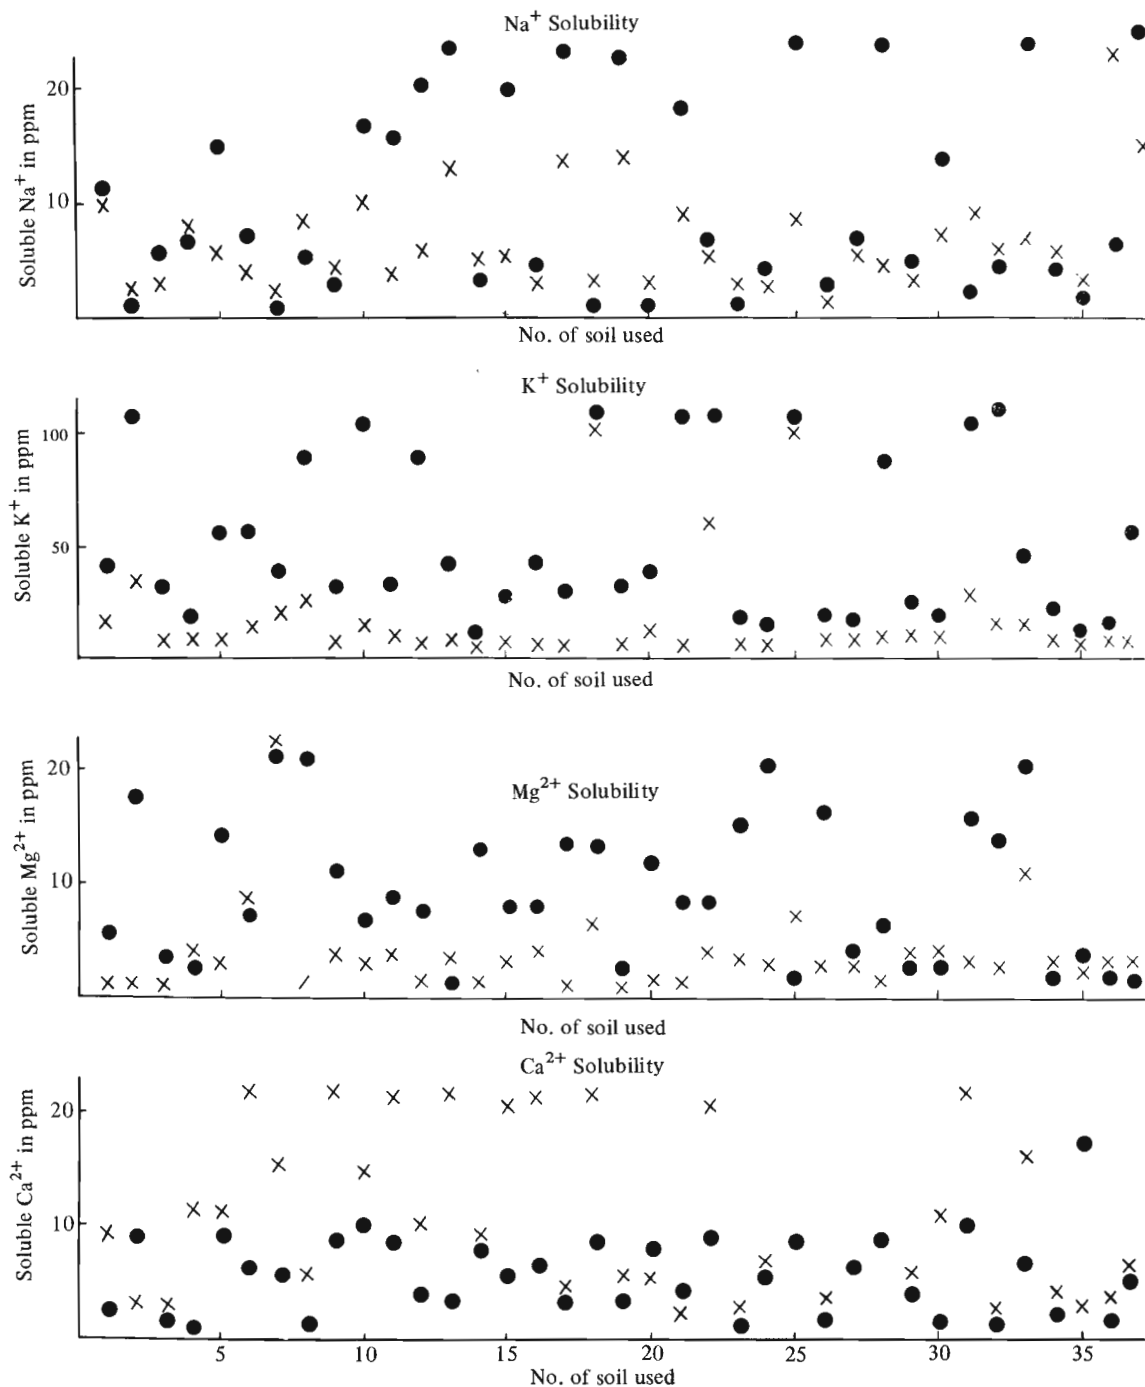 Na⁺ Solubility
Soluble Na⁺ in ppm
20
10
No. of soil used
K⁺ Solubility
Soluble K⁺ in ppm
100
50
No. of soil used
Mg²⁺ Solubility
Soluble Mg²⁺ in ppm
20
10
No. of soil used
Ca²⁺ Solubility
Soluble Ca²⁺ in ppm
20
10
5 10 15 20 25 30 35
No. of soil used